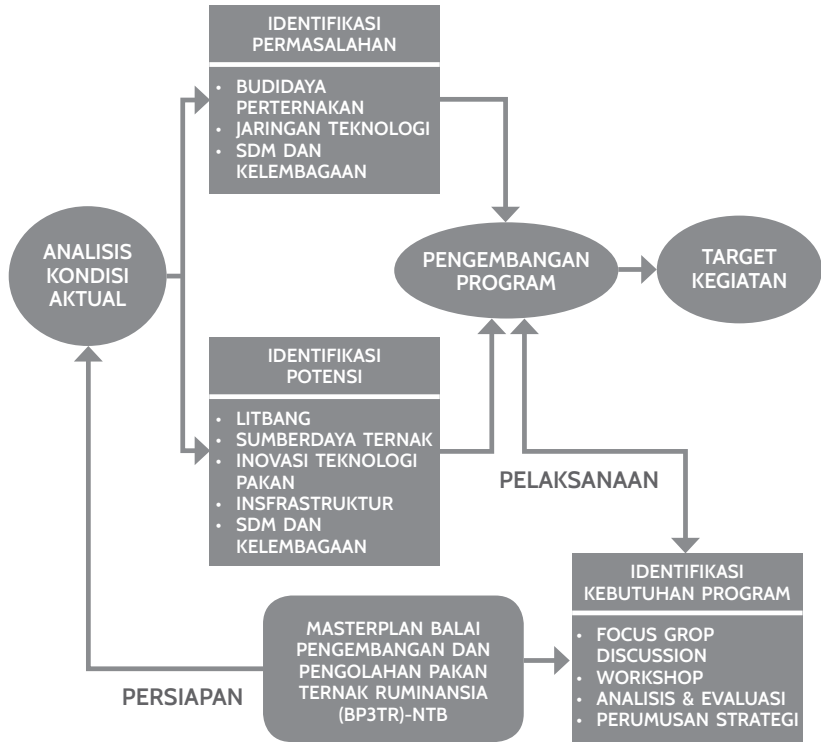 IDENTIFIKASI
PERMASALAHAN
• BUDIDAYA
PERTERNAKAN
• JARINGAN TEKNOLOGI
• SDM DAN
KELEMBAGAAN
ANALISIS
KONDISI
AKTUAL
PENGEMBANGAN
PROGRAM
TARGET
KEGIATAN
IDENTIFIKASI
POTENSI
• LITBANG
• SUMBERDAYA TERNAK
• INOVASI TEKNOLOGI
PAKAN
• INSFRASTRUKTUR
• SDM DAN
KELEMBAGAAN
PELAKSANAAN
IDENTIFIKASI
KEBUTUHAN PROGRAM
• FOCUS GROP
DISCUSSION
• WORKSHOP
• ANALISIS & EVALUASI
• PERUMUSAN STRATEGI
MASTERPLAN BALAI
PENGEMBANGAN DAN
PENGOLAHAN PAKAN
TERNAK RUMINANSIA
(BP3TR)-NTB
PERSIAPAN